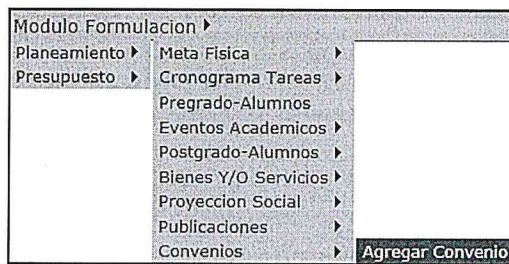 Modulo Formulacion
Planeamiento
Presupuesto
Meta Fisica
Cronograma Tareas
Pregrado-Alumnos
Eventos Academicos
Postgrado-Alumnos
Bienes Y/O Servicios
Proyeccion Social
Publicaciones
Convenios
Agregar Convenio